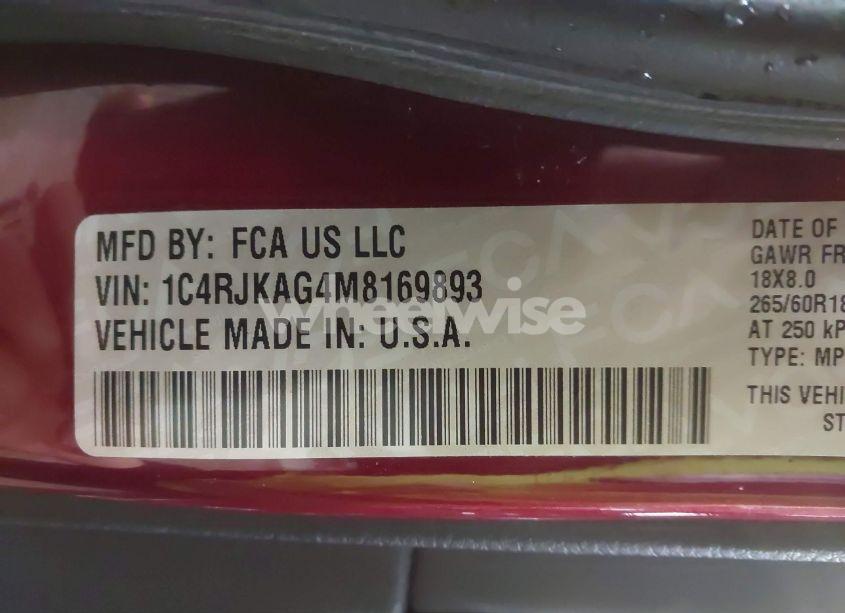 MFD BY: FCA US LLC
VIN: 1C4RJKAG4M8169893
VEHICLE MADE IN: U.S.A.
wheelwise
DATE OF
GAWR FR
18X8.0
265/60R18
AT 250 kP
TYPE: MP
THIS VEHI
ST